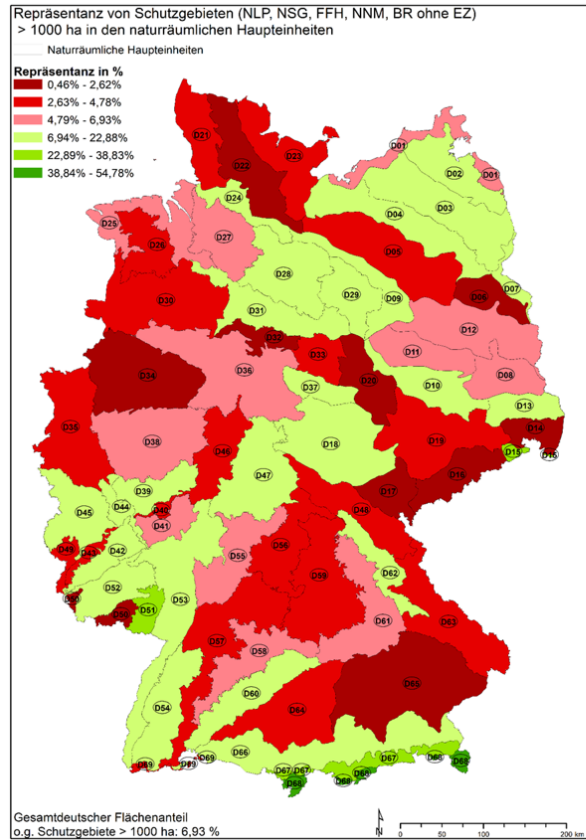 Repräsentanz von Schutzgebieten (NLP, NSG, FFH, NNM, BR ohne EZ)
> 1000 ha in den naturräumlichen Haupteinheiten
Naturräumliche Haupteinheiten
Repräsentanz in %
0,46% - 2,62%
2,63% - 4,78%
4,79% - 6,93%
6,94% - 22,88%
22,89% - 38,83%
38,84% - 54,78%
D21
D22
D23
D01
D02
D01
D24
D03
D04
D25
D26
D27
D05
D28
D07
D06
D30
D29
D09
D31
D12
D32
D33
D11
D34
D36
D20
D08
D37
D10
D13
D35
D38
D18
D19
D14
D15
D47
D17
D39
D45
D44
D40
D41
D49
D43
D42
D55
D56
D62
D52
D53
D59
D51
D61
D63
D57
D58
D65
D54
D60
D64
D66
D69
D69
D69
D67
D67
D67
D66
D68
D68
D68
D68
Gesamtdeutscher Flächenanteil
o.g. Schutzgebiete > 1000 ha: 6,93 %
N
0 50 100 200 km